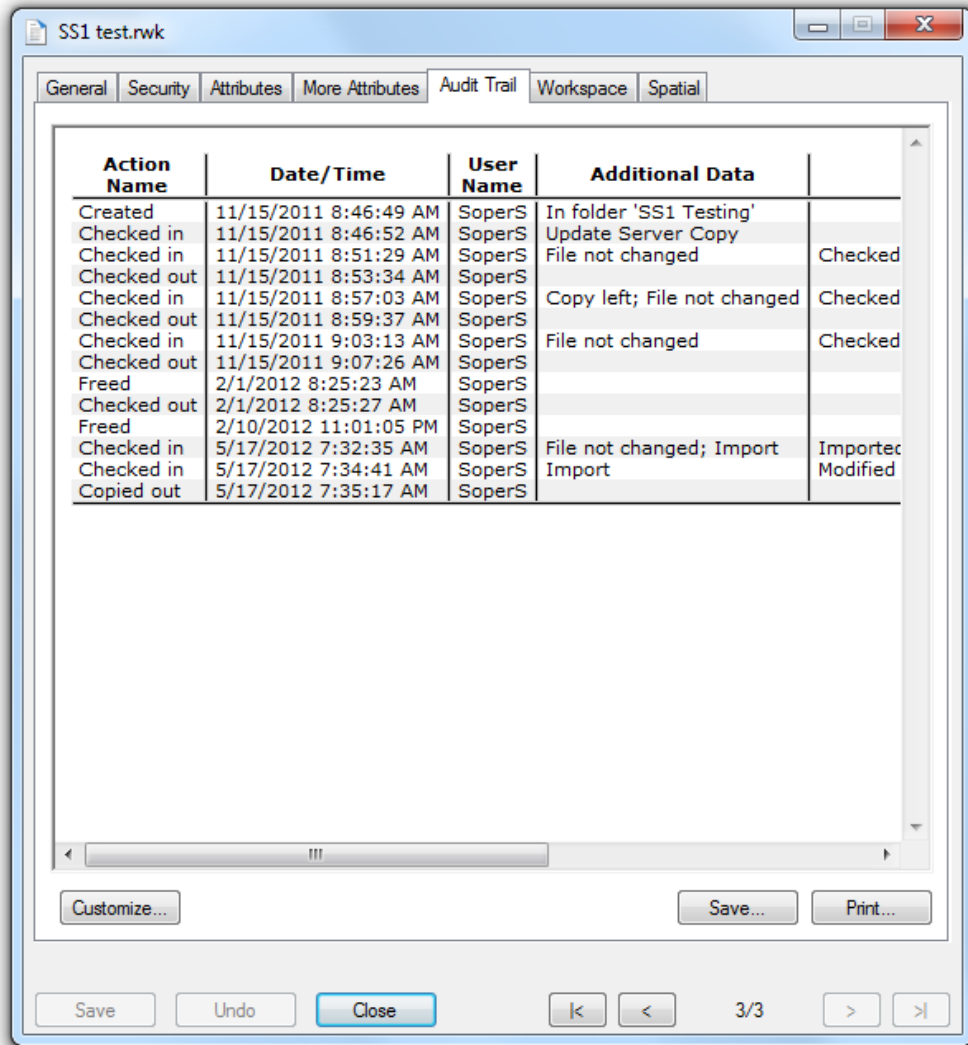 SS1 test.rwk
General Security Attributes More Attributes Audit Trail Workspace Spatial
Action Name Date/Time User Name Additional Data
Created 11/15/2011 8:46:49 AM SoperS In folder 'SS1 Testing'
Checked in 11/15/2011 8:46:52 AM SoperS Update Server Copy
Checked in 11/15/2011 8:51:29 AM SoperS File not changed Checked
Checked out 11/15/2011 8:53:34 AM SoperS
Checked in 11/15/2011 8:57:03 AM SoperS Copy left; File not changed Checked
Checked out 11/15/2011 8:59:37 AM SoperS
Checked in 11/15/2011 9:03:13 AM SoperS File not changed Checked
Checked out 11/15/2011 9:07:26 AM SoperS
Freed 2/1/2012 8:25:23 AM SoperS
Checked out 2/1/2012 8:25:27 AM SoperS
Freed 2/10/2012 11:01:05 PM SoperS
Checked in 5/17/2012 7:32:35 AM SoperS File not changed; Import Imported
Checked in 5/17/2012 7:34:41 AM SoperS Import Modified
Copied out 5/17/2012 7:35:17 AM SoperS
Customize... Save... Print...
Save Undo Close |< < 3/3 > >|